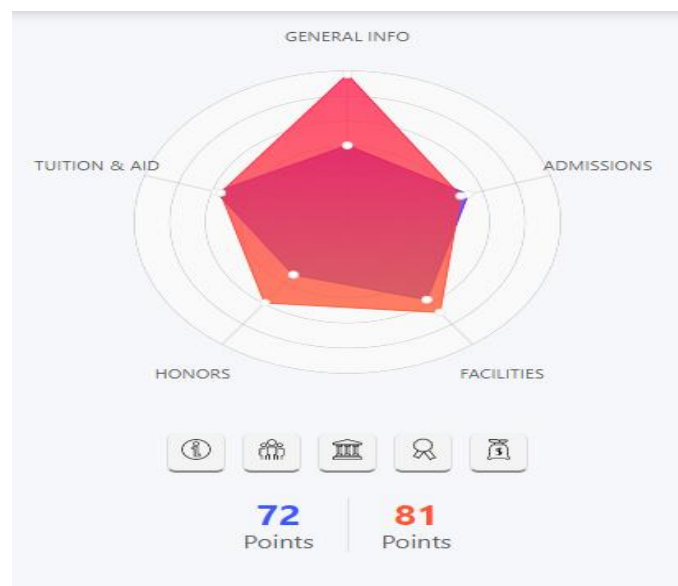 GENERAL INFO
TUITION & AID
ADMISSIONS
HONORS
FACILITIES
72
Points
81
Points